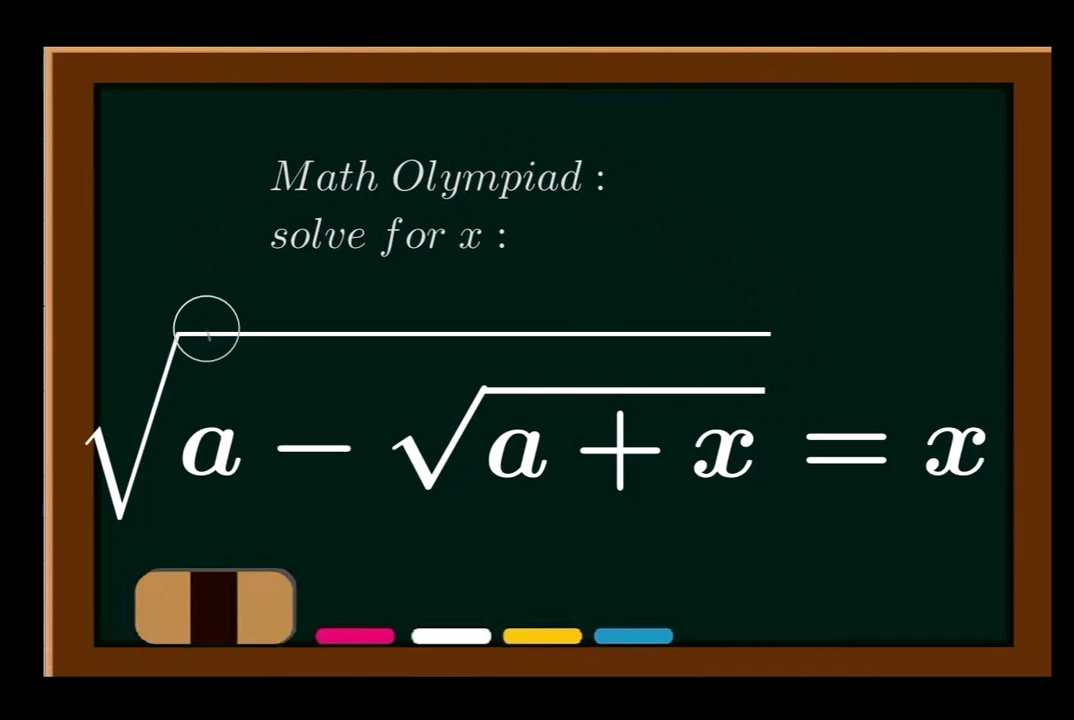 Math Olympiad :
solve for x :
√(a − √(a + x)) = x